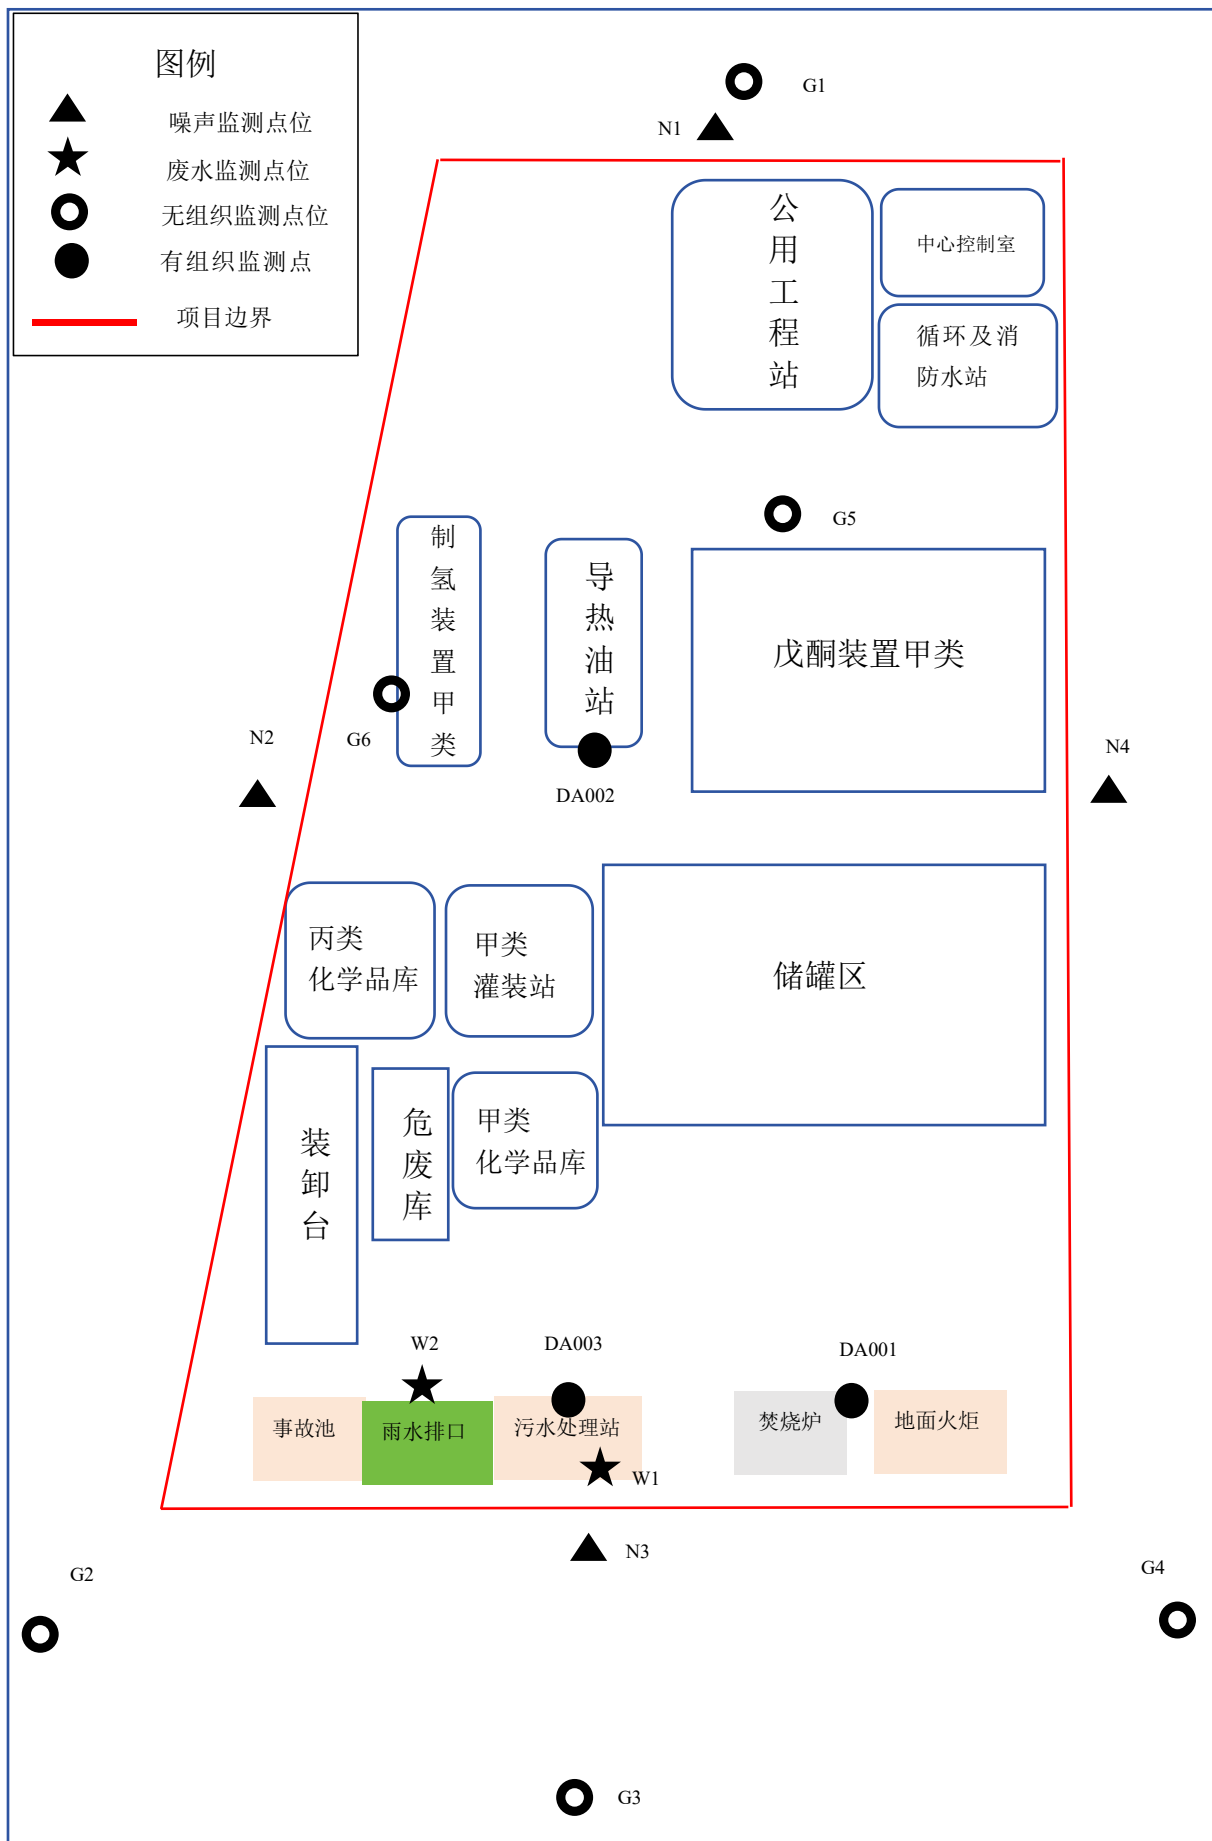 图例
噪声监测点位
废水监测点位
无组织监测点位
有组织监测点
项目边界
G1
N1
公用工程站
中心控制室
循环及消
防水站
G5
制氢装置甲类
导热油站
戊酮装置甲类
G6
N2
N4
DA002
丙类
化学品库
甲类
灌装站
储罐区
装卸台
危废库
甲类
化学品库
W2
DA003
DA001
事故池
雨水排口
污水处理站
焚烧炉
地面火炬
W1
N3
G2
G4
G3